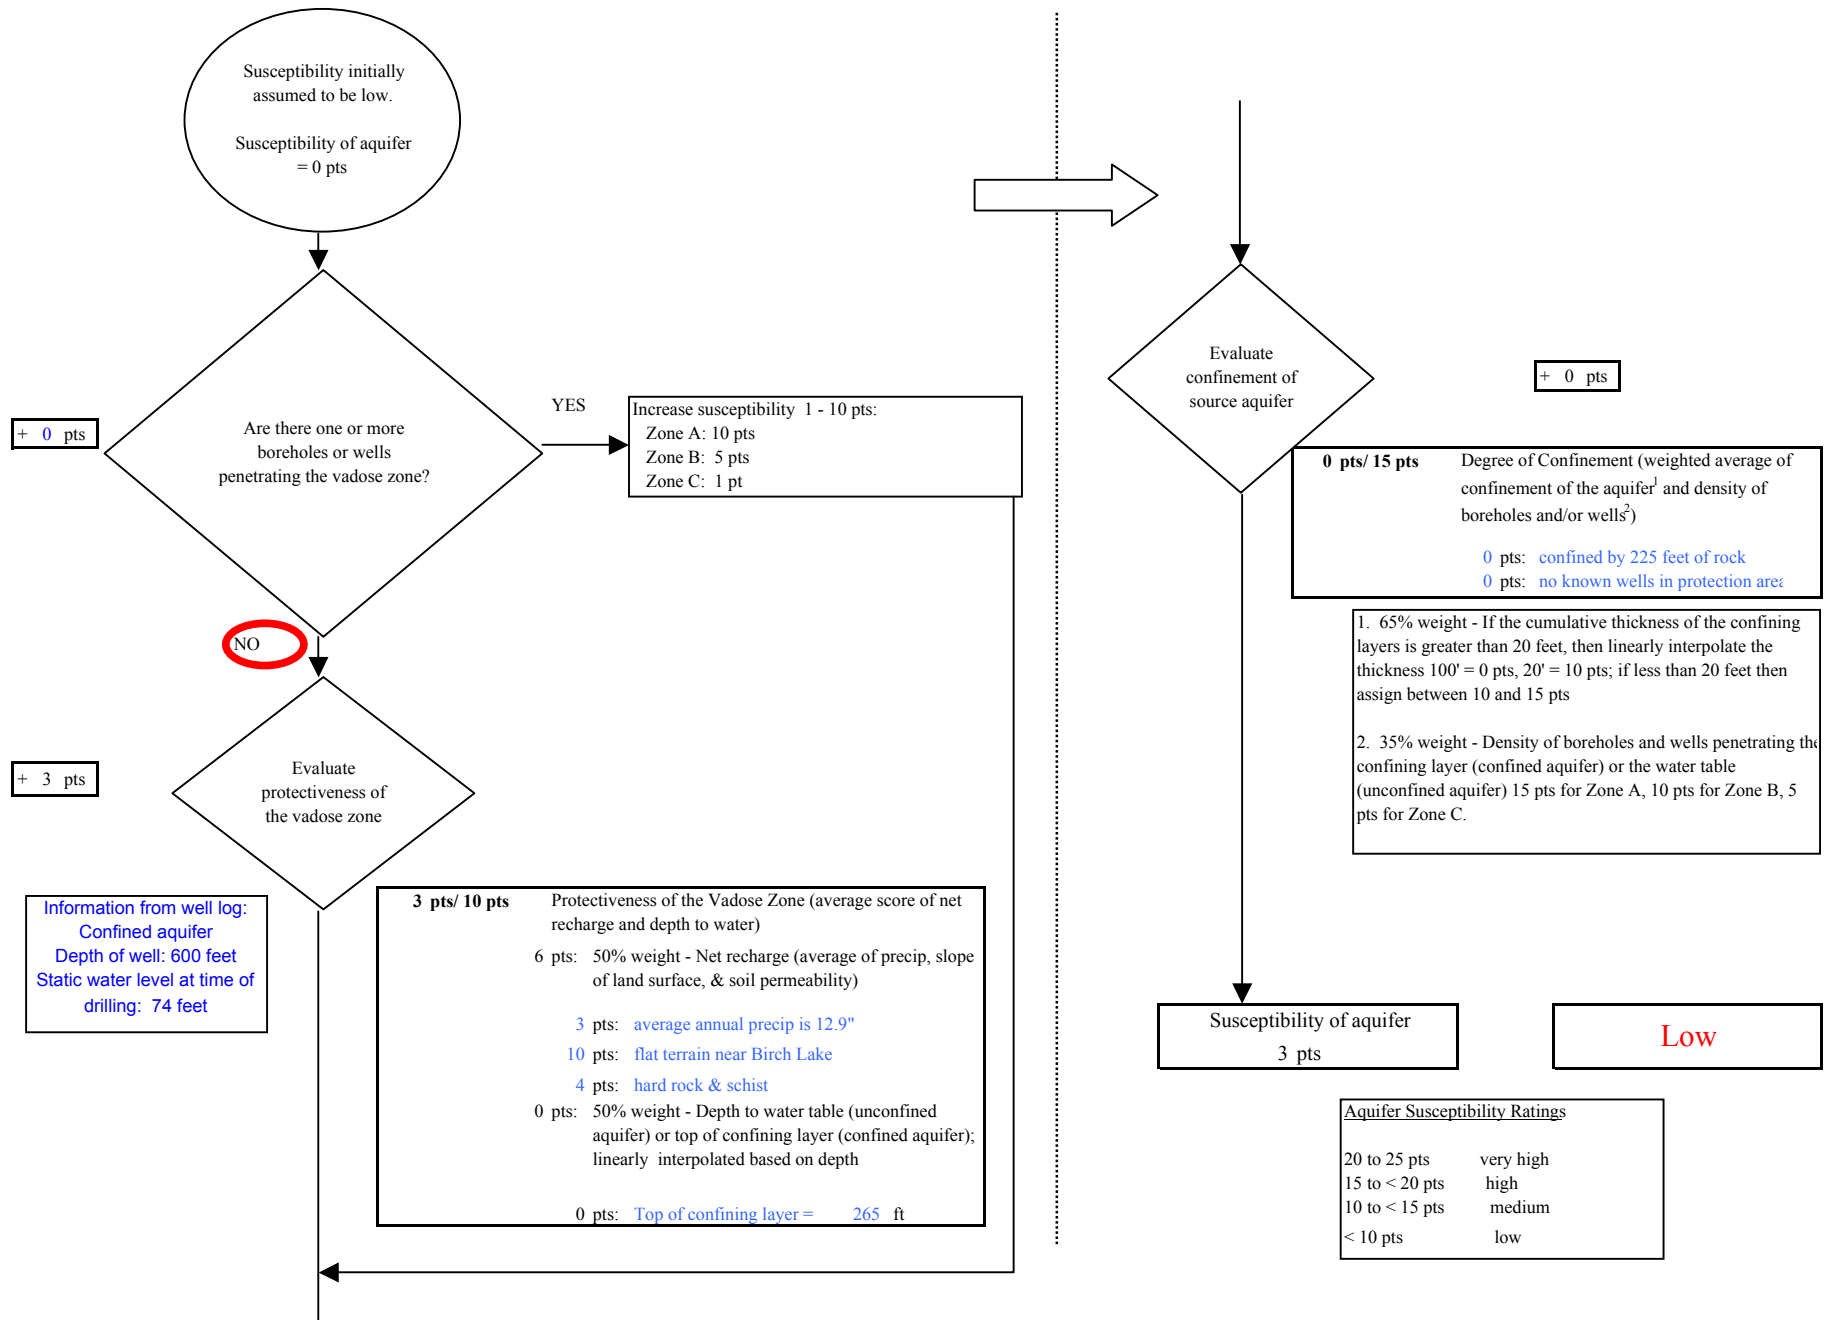 Susceptibility initially
assumed to be low.
Susceptibility of aquifer
= 0 pts
+ 0 pts
Are there one or more
boreholes or wells
penetrating the vadose zone?
YES
Increase susceptibility 1 - 10 pts:
Zone A: 10 pts
Zone B: 5 pts
Zone C: 1 pt
NO
+ 3 pts
Evaluate
protectiveness of
the vadose zone
Information from well log:
Confined aquifer
Depth of well: 600 feet
Static water level at time of
drilling: 74 feet
3 pts/ 10 pts Protectiveness of the Vadose Zone (average score of net
recharge and depth to water)
6 pts: 50% weight - Net recharge (average of precip, slope
of land surface, & soil permeability)
3 pts: average annual precip is 12.9"
10 pts: flat terrain near Birch Lake
4 pts: hard rock & schist
0 pts: 50% weight - Depth to water table (unconfined
aquifer) or top of confining layer (confined aquifer);
linearly interpolated based on depth
0 pts: Top of confining layer = 265 ft
Evaluate
confinement of
source aquifer
+ 0 pts
0 pts/ 15 pts Degree of Confinement (weighted average of
confinement of the aquifer1 and density of
boreholes and/or wells2)
0 pts: confined by 225 feet of rock
0 pts: no known wells in protection area
1. 65% weight - If the cumulative thickness of the confining
layers is greater than 20 feet, then linearly interpolate the
thickness 100' = 0 pts, 20' = 10 pts; if less than 20 feet then
assign between 10 and 15 pts
2. 35% weight - Density of boreholes and wells penetrating the
confining layer (confined aquifer) or the water table
(unconfined aquifer) 15 pts for Zone A, 10 pts for Zone B, 5
pts for Zone C.
Susceptibility of aquifer
3 pts
Low
Aquifer Susceptibility Ratings
20 to 25 pts very high
15 to < 20 pts high
10 to < 15 pts medium
< 10 pts low